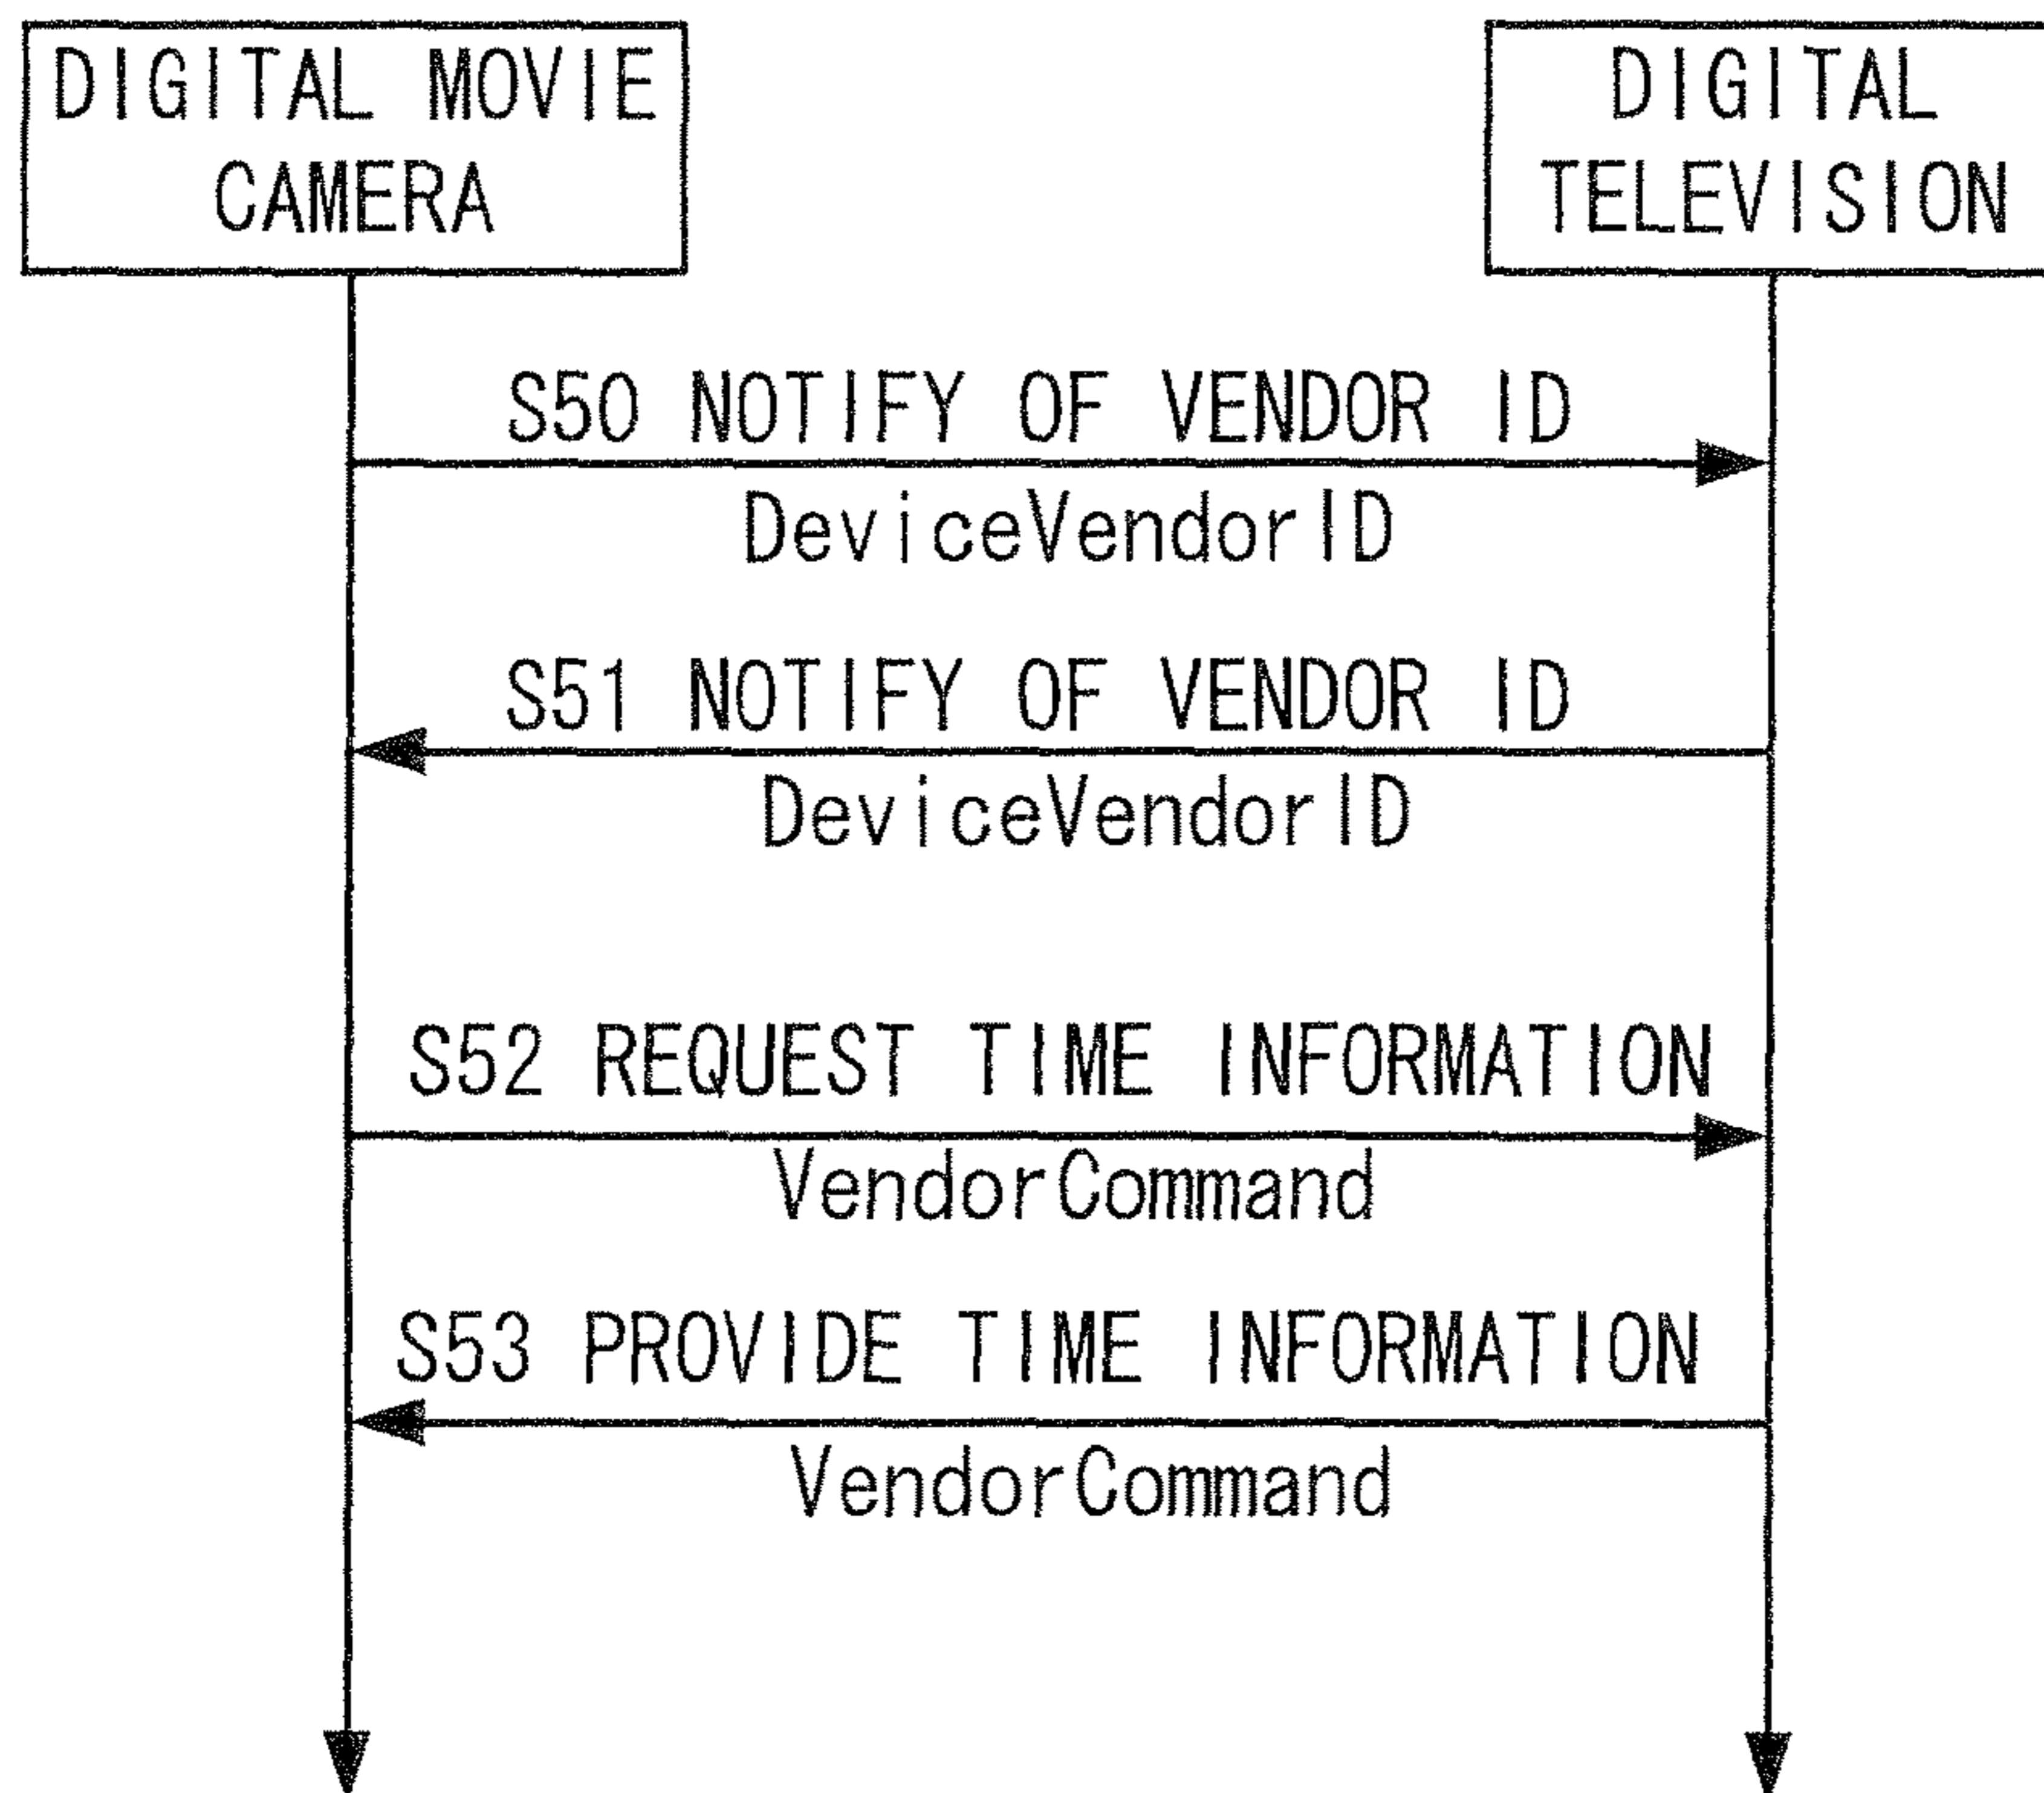 DIGITAL MOVIE
CAMERA
DIGITAL
TELEVISION
S50 NOTIFY OF VENDOR ID
DeviceVendorID
S51 NOTIFY OF VENDOR ID
DeviceVendorID
S52 REQUEST TIME INFORMATION
VendorCommand
S53 PROVIDE TIME INFORMATION
VendorCommand